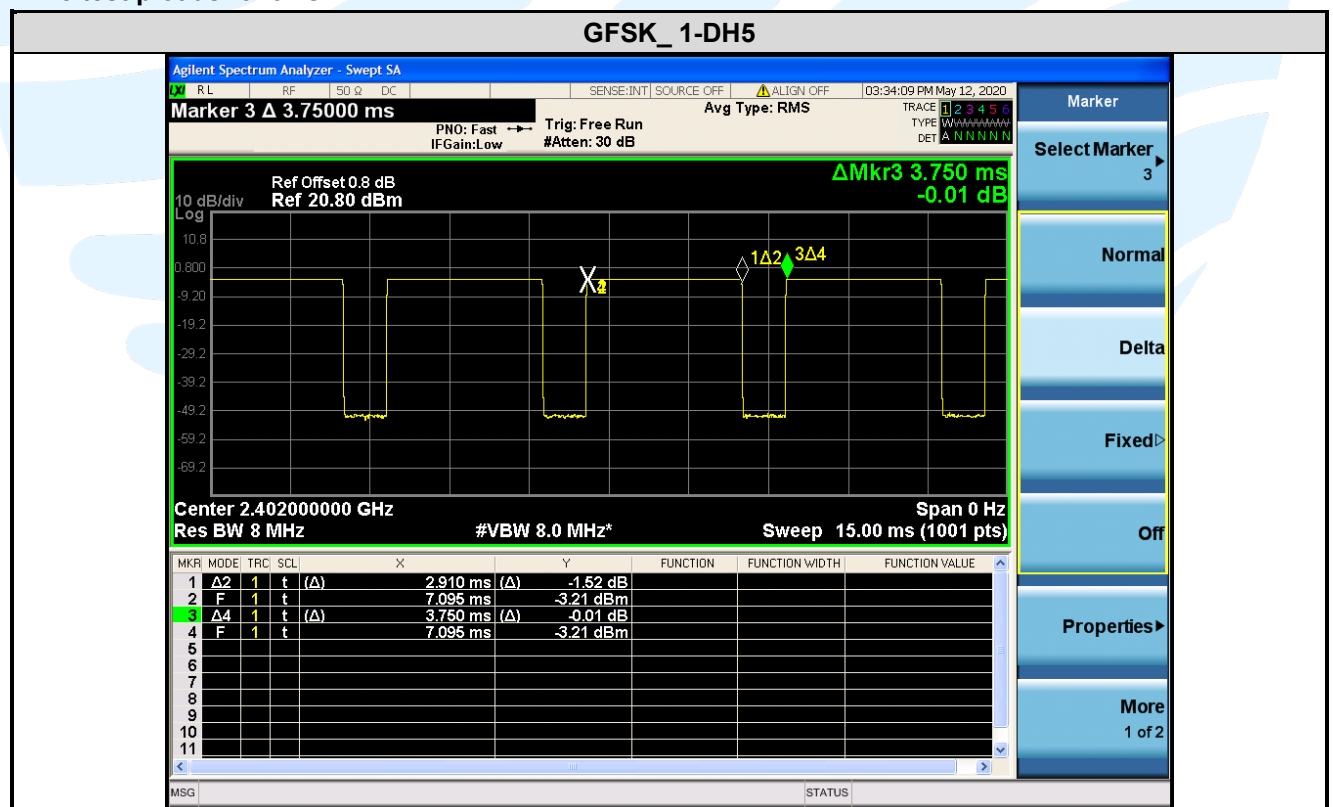 GFSK_ 1-DH5
Agilent Spectrum Analyzer - Swept SA
LXI RL RF 50 Ω DC SENSE:INT SOURCE OFF ALIGN OFF 03:34:09 PM May 12, 2020
Marker 3 Δ 3.75000 ms
PNO: Fast
IFGain:Low
Trig: Free Run
#Atten: 30 dB
Avg Type: RMS
TRACE 1 2 3 4 5 6
TYPE WWWWWW
DET A N N N N N
ΔMkr3 3.750 ms
-0.01 dB
Ref Offset 0.8 dB
10 dB/div Ref 20.80 dBm
Log
10.8
0.800
-9.20
-19.2
-29.2
-39.2
-49.2
-59.2
-69.2
1Δ2 3Δ4
X
Center 2.402000000 GHz Span 0 Hz
Res BW 8 MHz #VBW 8.0 MHz* Sweep 15.00 ms (1001 pts)
MKR MODE TRC SCL X Y FUNCTION FUNCTION WIDTH FUNCTION VALUE
1 Δ2 1 t (Δ) 2.910 ms (Δ) -1.52 dB
2 F 1 t 7.095 ms -3.21 dBm
3 Δ4 1 t (Δ) 3.750 ms (Δ) -0.01 dB
4 F 1 t 7.095 ms -3.21 dBm
5
6
7
8
9
10
11
MSG STATUS
Marker
Select Marker
3
Normal
Delta
Fixed
Off
Properties
More
1 of 2